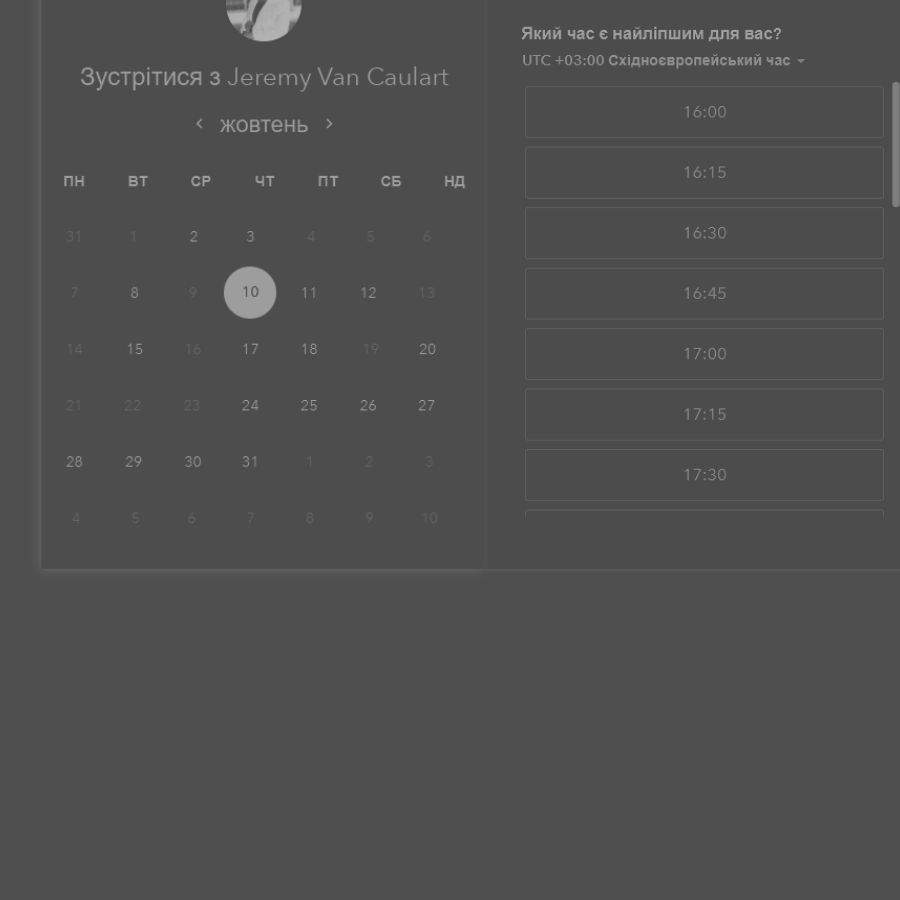 Зустрітися з Jeremy Van Caulart
жовтень
ПН ВТ СР ЧТ ПТ СБ НД
31 1 2 3 4 5 6
7 8 9 10 11 12 13
14 15 16 17 18 19 20
21 22 23 24 25 26 27
28 29 30 31 1 2 3
4 5 6 7 8 9 10
Який час є найліпшим для вас?
UTC +03:00 Східноєвропейський час
16:00
16:15
16:30
16:45
17:00
17:15
17:30